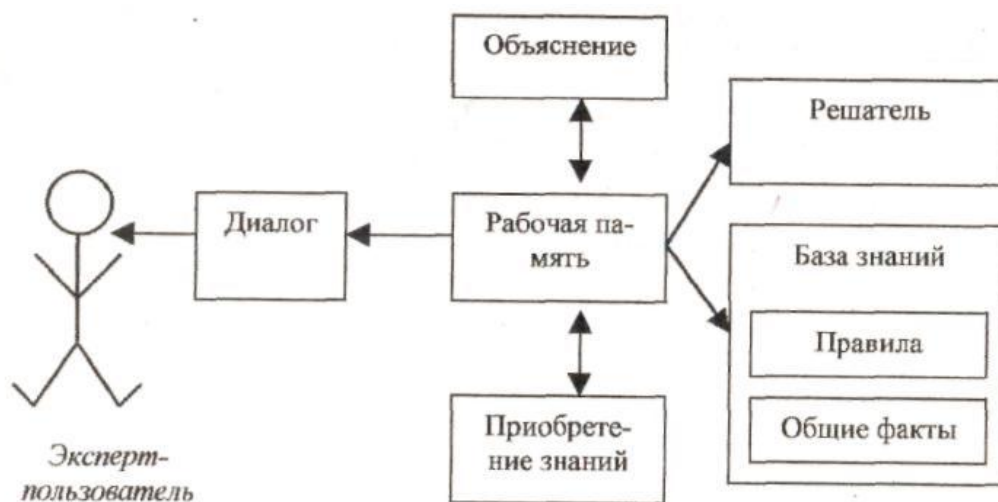 Объяснение
Решатель
Диалог
Рабочая па-
мять
База знаний
Правила
Общие факты
Приобрете-
ние знаний
Эксперт-
пользователь